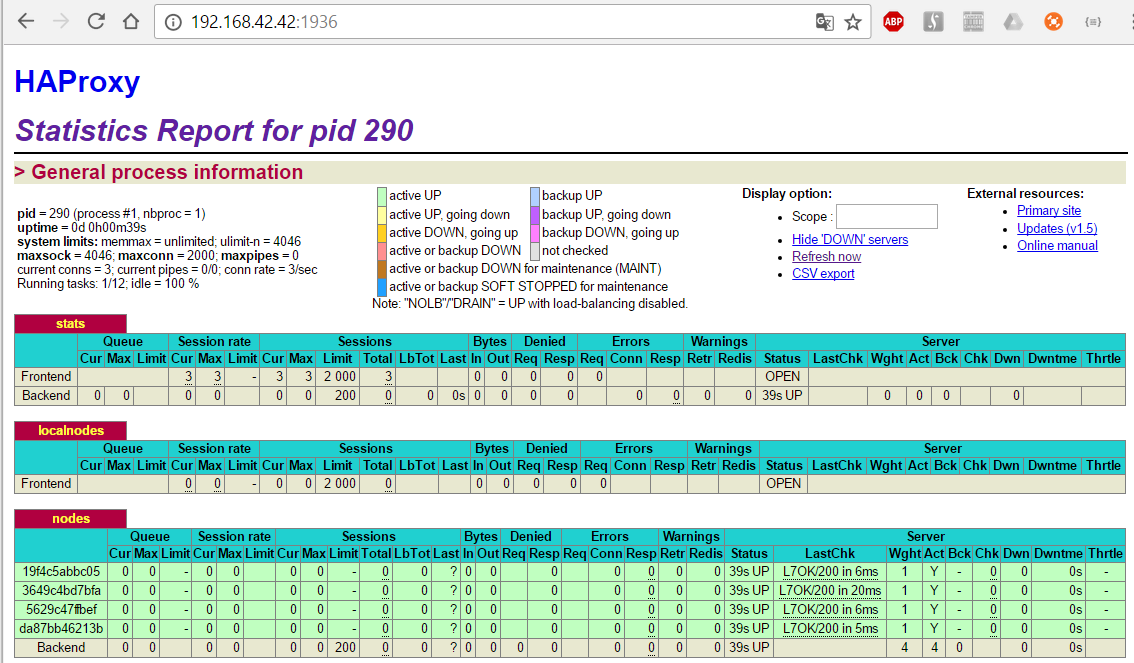 192.168.42.42:1936
ABP
HAProxy
Statistics Report for pid 290
> General process information
pid = 290 (process #1, nbproc = 1)
uptime = 0d 0h00m39s
system limits: memmax = unlimited; ulimit-n = 4046
maxsock = 4046; maxconn = 2000; maxpipes = 0
current conns = 3; current pipes = 0/0; conn rate = 3/sec
Running tasks: 1/12; idle = 100 %
active UP backup UP
active UP, going down backup UP, going down
active DOWN, going up backup DOWN, going up
active or backup DOWN not checked
active or backup DOWN for maintenance (MAINT)
active or backup SOFT STOPPED for maintenance
Note: "NOLB"/"DRAIN" = UP with load-balancing disabled.
Display option:
Scope :
Hide 'DOWN' servers
Refresh now
CSV export
External resources:
Primary site
Updates (v1.5)
Online manual
stats
Queue Session rate Sessions Bytes Denied Errors Warnings Server
Cur Max Limit Cur Max Limit Cur Max Limit Total LbTot Last In Out Req Resp Req Conn Resp Retr Redis Status LastChk Wght Act Bck Chk Dwn Dwntme Thrtle
Frontend 3 3 - 3 3 2 000 3 0 0 0 0 0 OPEN
Backend 0 0 0 0 0 0 200 0 0 0s 0 0 0 0 0 0 0 0 39s UP 0 0 0 0
localnodes
Queue Session rate Sessions Bytes Denied Errors Warnings Server
Cur Max Limit Cur Max Limit Cur Max Limit Total LbTot Last In Out Req Resp Req Conn Resp Retr Redis Status LastChk Wght Act Bck Chk Dwn Dwntme Thrtle
Frontend 0 0 - 0 0 2 000 0 0 0 0 0 0 OPEN
nodes
Queue Session rate Sessions Bytes Denied Errors Warnings Server
Cur Max Limit Cur Max Limit Cur Max Limit Total LbTot Last In Out Req Resp Req Conn Resp Retr Redis Status LastChk Wght Act Bck Chk Dwn Dwntme Thrtle
19f4c5abbc05 0 0 - 0 0 0 0 - 0 0 ? 0 0 0 0 0 0 0 39s UP L7OK/200 in 6ms 1 Y - 0 0 0s -
3649c4bd7bfa 0 0 - 0 0 0 0 - 0 0 ? 0 0 0 0 0 0 0 39s UP L7OK/200 in 20ms 1 Y - 0 0 0s -
5629c47ffbef 0 0 - 0 0 0 0 - 0 0 ? 0 0 0 0 0 0 0 39s UP L7OK/200 in 6ms 1 Y - 0 0 0s -
da87bb46213b 0 0 - 0 0 0 0 - 0 0 ? 0 0 0 0 0 0 0 39s UP L7OK/200 in 5ms 1 Y - 0 0 0s -
Backend 0 0 0 0 0 0 200 0 0 ? 0 0 0 0 0 0 0 0 39s UP 4 4 0 0 0s